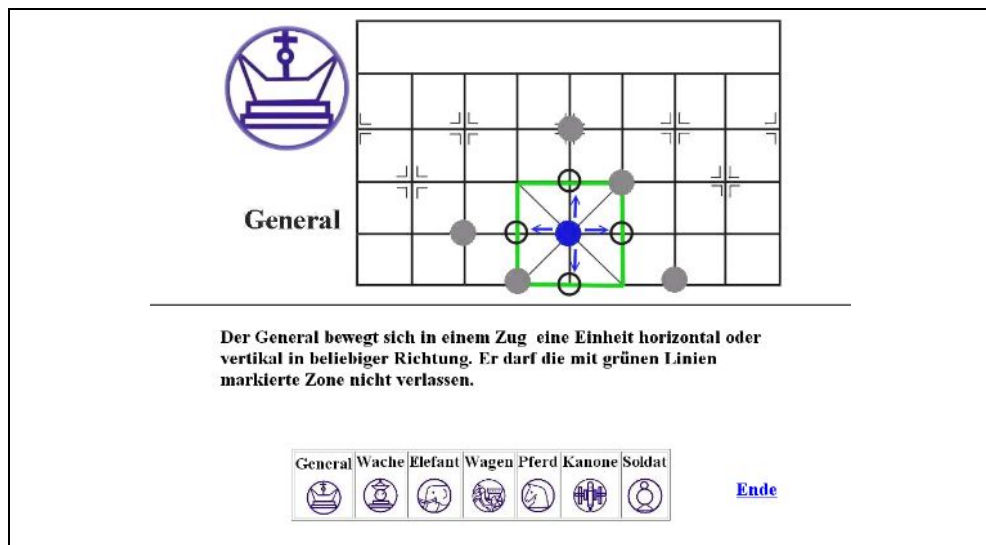 General
Der General bewegt sich in einem Zug eine Einheit horizontal oder
vertikal in beliebiger Richtung. Er darf die mit grünen Linien
markierte Zone nicht verlassen.
General Wache Elefant Wagen Pferd Kanone Soldat
Ende